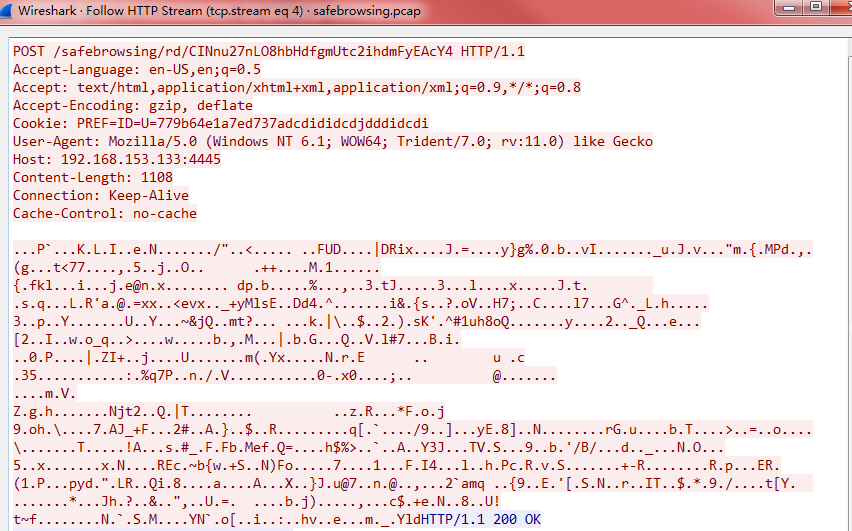 Wireshark · Follow HTTP Stream (tcp.stream eq 4) · safebrowsing.pcap
POST /safebrowsing/rd/CINnu27nLO8hbHdfgmUtc2ihdmFyEAcY4 HTTP/1.1
Accept-Language: en-US,en;q=0.5
Accept: text/html,application/xhtml+xml,application/xml;q=0.9,*/*;q=0.8
Accept-Encoding: gzip, deflate
Cookie: PREF=ID=U=779b64e1a7ed737adcdididcdjdddidcdi
User-Agent: Mozilla/5.0 (Windows NT 6.1; WOW64; Trident/7.0; rv:11.0) like Gecko
Host: 192.168.153.133:4445
Content-Length: 1108
Connection: Keep-Alive
Cache-Control: no-cache
...P`...K.L.I..e.N......./"..<..... ..FUD....|DRix....J.=....y}g%.0.b..vI......._u.J.v..."m.{.MPd.,.
(g...t<77....,.5..j..O.. .++....M.1......
{.fkl...i...j.e@n.x........ dp.b.....%...,..3.tJ.....3...l....x.....J.t.
.s.q...L.R'a.@.=xx..<evx.._+yMlsE..Dd4.^.......i&.{s..?.oV..H7;..C....l7...G^._L.h.....
3..p..Y.......U..Y...~&jQ..mt?... ...k.|\..$..2.).sK'.^#1uh8oQ.......y....2.._Q...e...
[2..I..w.o_q..>....w.....b.,.M...|.b.G...Q..V.l#7...B.i.
..0.P....|.ZI+..j....U.......m(.Yx.....N.r.E .. u .c
.35...........:.%q7P..n./.V...........0-.x0....;.. @.......
....m.V.
Z.g.h.......Njt2..Q.|T........ ..z.R...*F.o.j
9.oh.\....7.AJ_+F...2#..A.}..$..R.........q[.`..../9..]...yE.8]..N........rG.u....b.T....>..=..o....
\.......T.....!A...s.#_.F.Fb.Mef.Q=....h$%>..`..A..Y3J...TV.S...9..b.'/B/...d.._...N.O...
5..x.......x.N....REc.~b{w.+S..N)Fo.....7....1...F.I4...l..h.Pc.R.v.S.......+-R.......R.p...ER.
(1.P...pyd.".LR..Qi.8....a....A...X..}J.u@7..n.@..,...2`amq ..{9..E.'[.S.N..r..IT..$.*.9./....t[Y.
.......*...Jh.?..&..",..U.=. .....b.j).....,...c$.+e.N..8..U!
t~f........N.`.S.M....YN`.o[..i..:..hv..e...m._.YldHTTP/1.1 200 OK